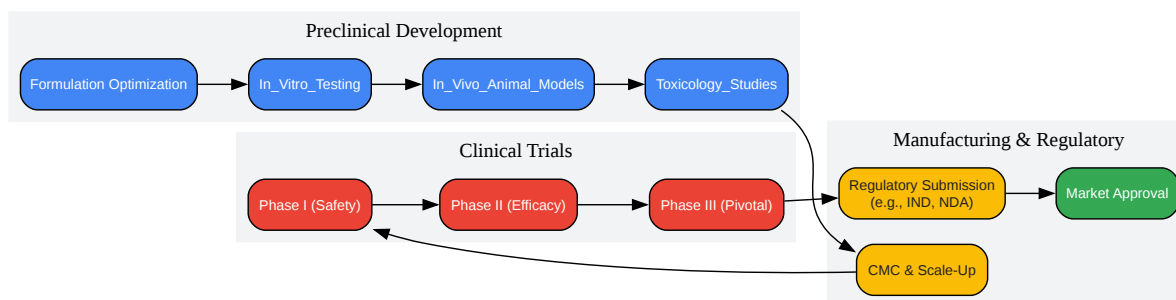 Preclinical Development
Formulation Optimization
In_Vitro_Testing
In_Vivo_Animal_Models
Toxicology_Studies
Clinical Trials
Phase I (Safety)
Phase II (Efficacy)
Phase III (Pivotal)
Manufacturing & Regulatory
Regulatory Submission
(e.g., IND, NDA)
Market Approval
CMC & Scale-Up